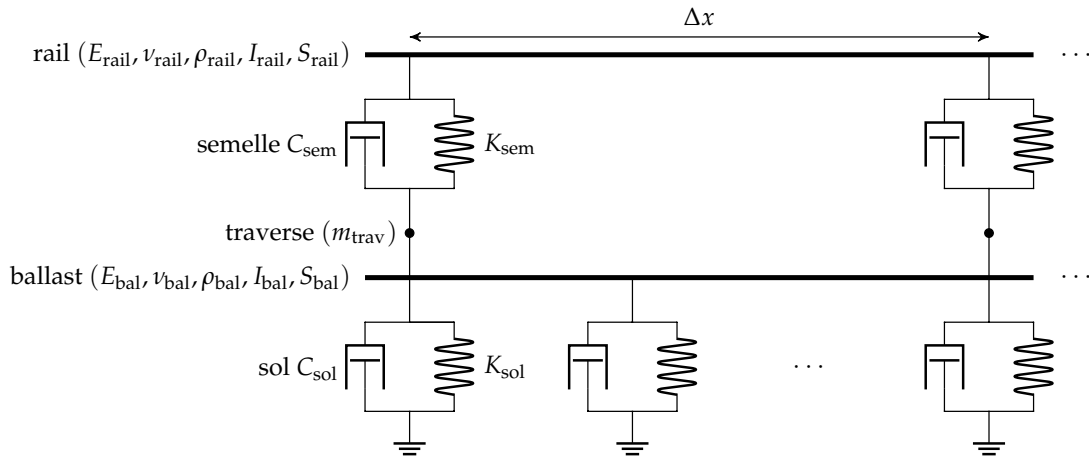 Δx
rail (E_rail, ν_rail, ρ_rail, I_rail, S_rail)
...
semelle C_sem
K_sem
traverse (m_trav)
ballast (E_bal, ν_bal, ρ_bal, I_bal, S_bal)
...
sol C_sol
K_sol
...